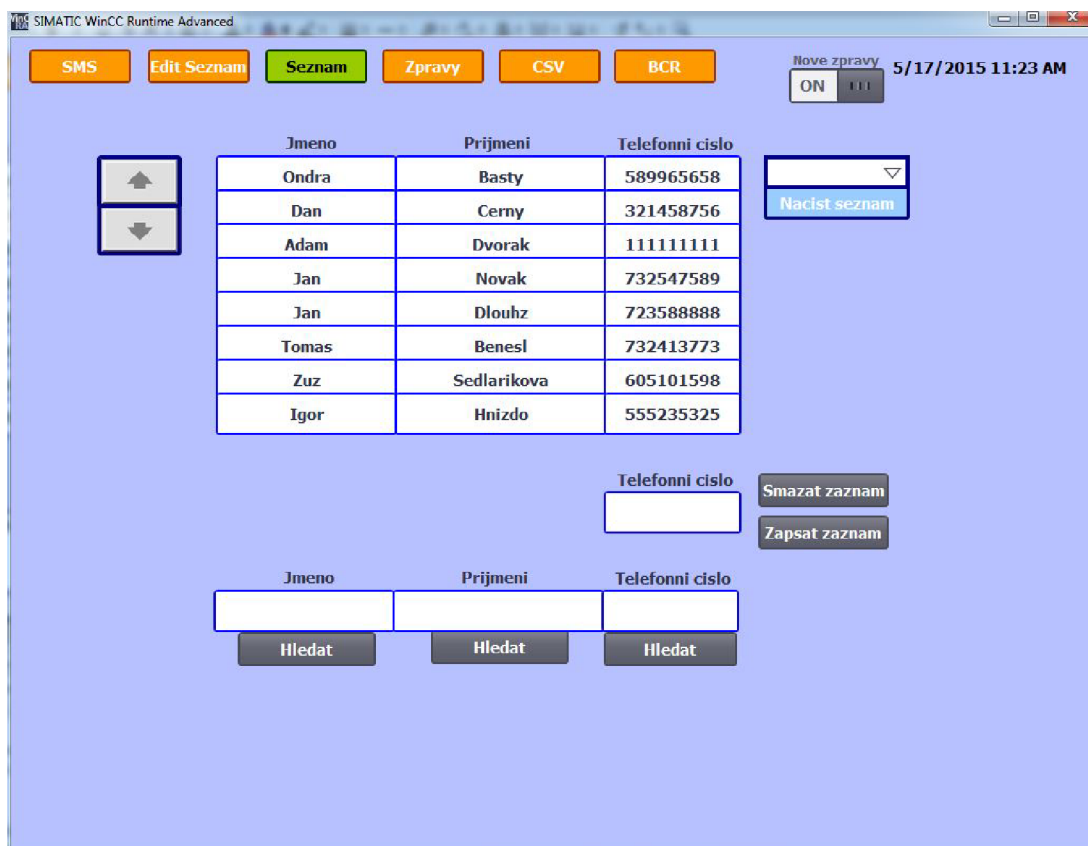 SIMATIC WinCC Runtime Advanced
SMS Edit Seznam Seznam Zpravy CSV BCR
Nove zpravy
ON
5/17/2015 11:23 AM
Jmeno Prijmeni Telefonni cislo
Ondra Basty 589965658
Dan Cerny 321458756
Adam Dvorak 111111111
Jan Novak 732547589
Jan Dlouhz 723588888
Tomas Benesl 732413773
Zuz Sedlarikova 605101598
Igor Hnizdo 555235325
Nacist seznam
Telefonni cislo
Smazat zaznam
Zapsat zaznam
Jmeno Prijmeni Telefonni cislo
Hledat Hledat Hledat